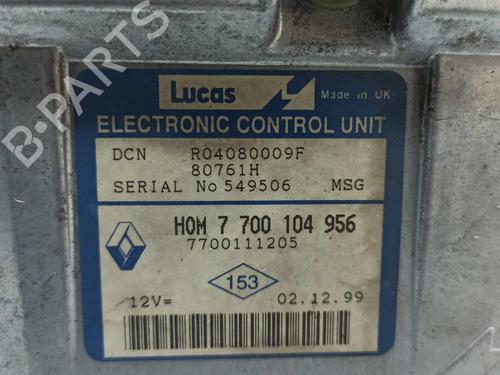 Lucas
Made in UK
ELECTRONIC CONTROL UNIT
DCN R04080009F
80761H
SERIAL No 549506 MSG
HOM 7 700 104 956
7700111205
153
12V= 02.12.99
B-PARTS